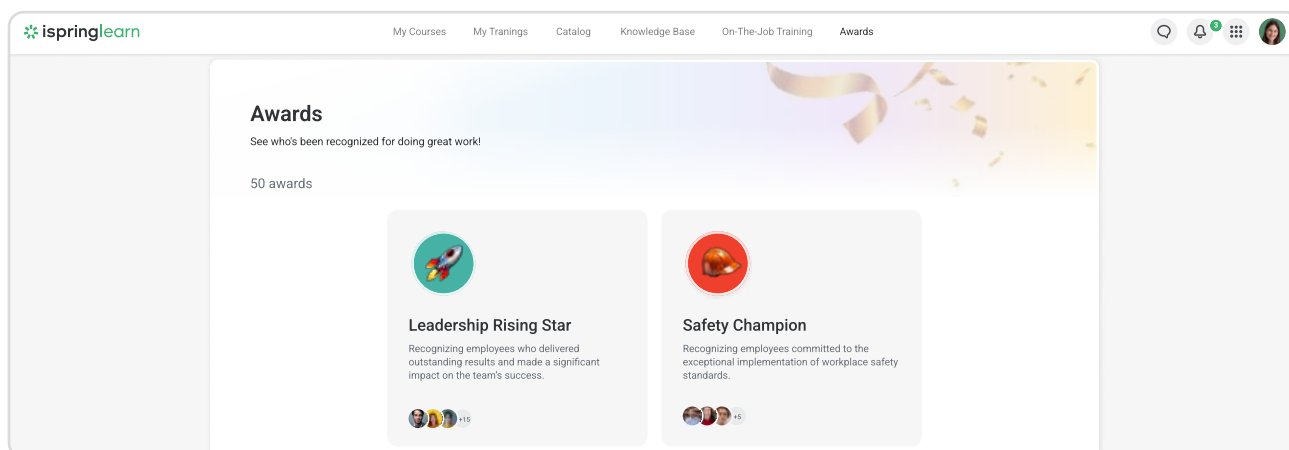 ispringlearn
My Courses My Tranings Catalog Knowledge Base On-The-Job Training Awards
3
Awards
See who's been recognized for doing great work!
50 awards
Leadership Rising Star
Recognizing employees who delivered
outstanding results and made a significant
impact on the team's success.
+15
Safety Champion
Recognizing employees committed to the
exceptional implementation of workplace safety
standards.
+5